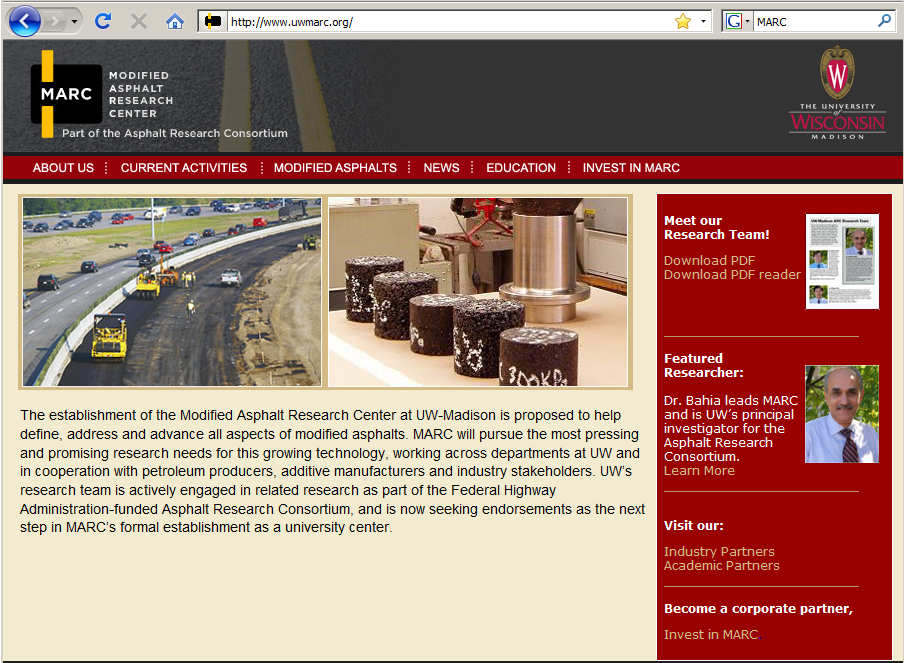 http://www.uwmarc.org/
G
MARC
MARC
MODIFIED
ASPHALT
RESEARCH
CENTER
Part of the Asphalt Research Consortium
W
THE UNIVERSITY
of
WISCONSIN
MADISON
ABOUT US
CURRENT ACTIVITIES
MODIFIED ASPHALTS
NEWS
EDUCATION
INVEST IN MARC
300KPa
The establishment of the Modified Asphalt Research Center at UW-Madison is proposed to help
define, address and advance all aspects of modified asphalts. MARC will pursue the most pressing
and promising research needs for this growing technology, working across departments at UW and
in cooperation with petroleum producers, additive manufacturers and industry stakeholders. UW's
research team is actively engaged in related research as part of the Federal Highway
Administration-funded Asphalt Research Consortium, and is now seeking endorsements as the next
step in MARC's formal establishment as a university center.
Meet our
Research Team!
Download PDF
Download PDF reader
UW-Madison ARC Research Team
Featured
Researcher:
Dr. Bahia leads MARC
and is UW's principal
investigator for the
Asphalt Research
Consortium.
Learn More
Visit our:
Industry Partners
Academic Partners
Become a corporate partner,
Invest in MARC.